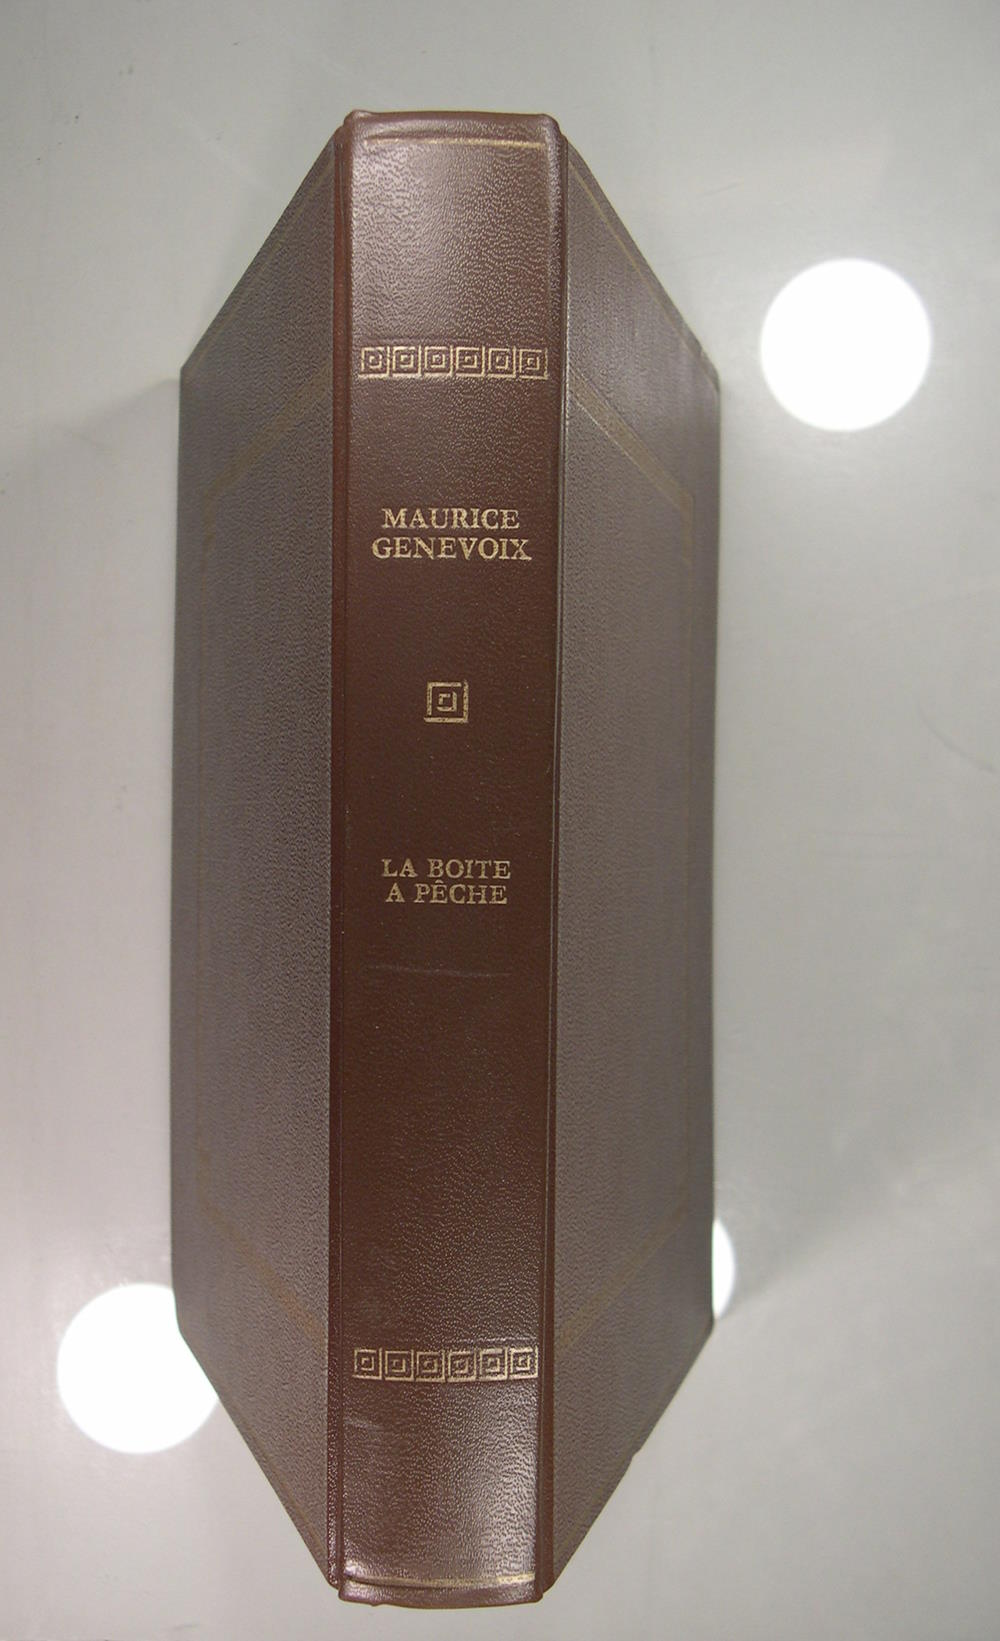 MAURICE
GENEVOIX
LA BOITE
A PÊCHE